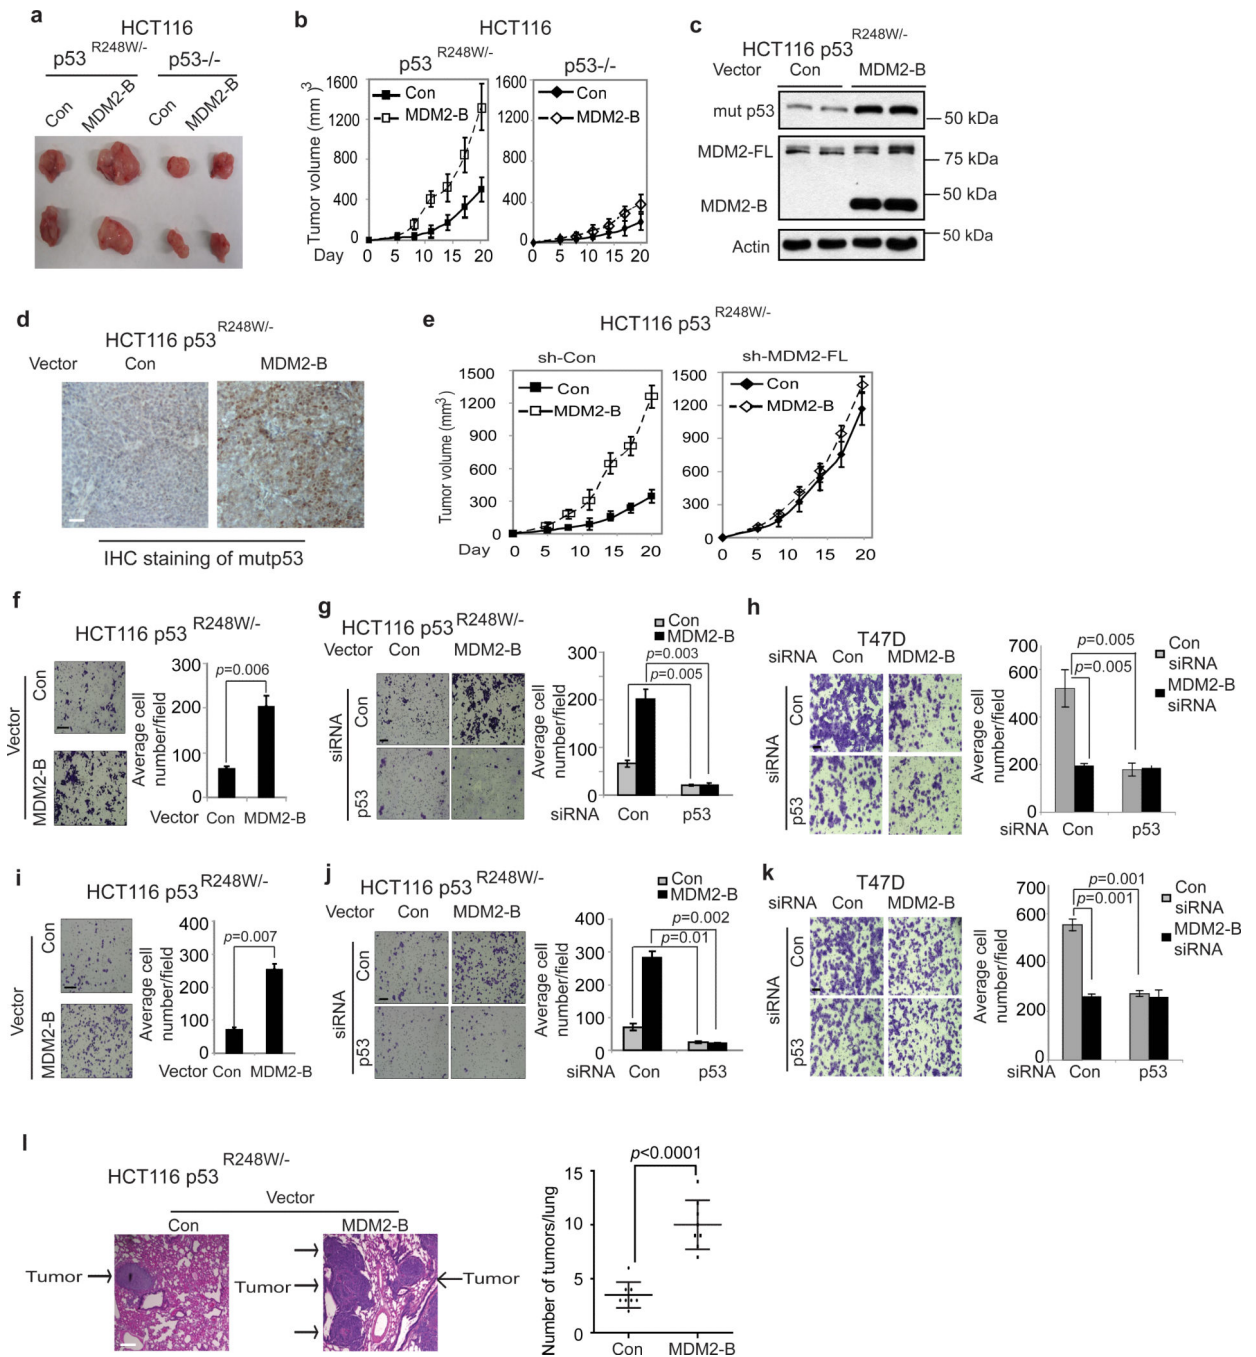 a
HCT116
p53 R248W/- p53-/-
Con MDM2-B Con MDM2-B
b
HCT116
p53 R248W/- p53-/-
Tumor volume (mm3)
1600 1600
1200 1200
800 800
400 400
0 0
Con Con
MDM2-B MDM2-B
Day 0 5 10 15 20 0 5 10 15 20
c
HCT116 p53 R248W/-
Vector Con MDM2-B
mut p53 50 kDa
MDM2-FL 75 kDa
50 kDa
MDM2-B
Actin 50 kDa
d
HCT116 p53 R248W/-
Vector Con MDM2-B
IHC staining of mutp53
e
HCT116 p53 R248W/-
sh-Con sh-MDM2-FL
Tumor volume (mm3)
1500 1500
1200 1200
900 900
600 600
300 300
0 0
Con Con
MDM2-B MDM2-B
Day 0 5 10 15 20 0 5 10 15 20
f
HCT116 p53 R248W/-
Vector
Con
MDM2-B
Average cell
number/field
300
200
100
0
p=0.006
Vector Con MDM2-B
g
HCT116 p53 R248W/-
Vector Con MDM2-B
siRNA
Con
p53
Con
MDM2-B
Average cell
number/field
300
200
100
0
p=0.003
p=0.005
siRNA Con p53
h
T47D
siRNA Con MDM2-B
siRNA
Con
p53
Average cell
number/field
700
600
400
200
0
p=0.005
p=0.005
Con
siRNA
MDM2-B
siRNA
siRNA Con p53
i
HCT116 p53 R248W/-
Vector
Con
MDM2-B
Average cell
number/field
400
300
200
100
0
p=0.007
Vector Con MDM2-B
j
HCT116 p53 R248W/-
Vector Con MDM2-B
siRNA
Con
p53
Con
MDM2-B
Average cell
number/field
400
300
200
100
0
p=0.002
p=0.01
siRNA Con p53
k
T47D
siRNA Con MDM2-B
siRNA
Con
p53
Average cell
number/field
700
600
400
200
0
p=0.001
p=0.001
Con
siRNA
MDM2-B
siRNA
siRNA Con p53
l
HCT116 p53 R248W/-
Vector
Con MDM2-B
Tumor Tumor Tumor
Number of tumors/lung
15
10
5
0
p<0.0001
Con MDM2-B